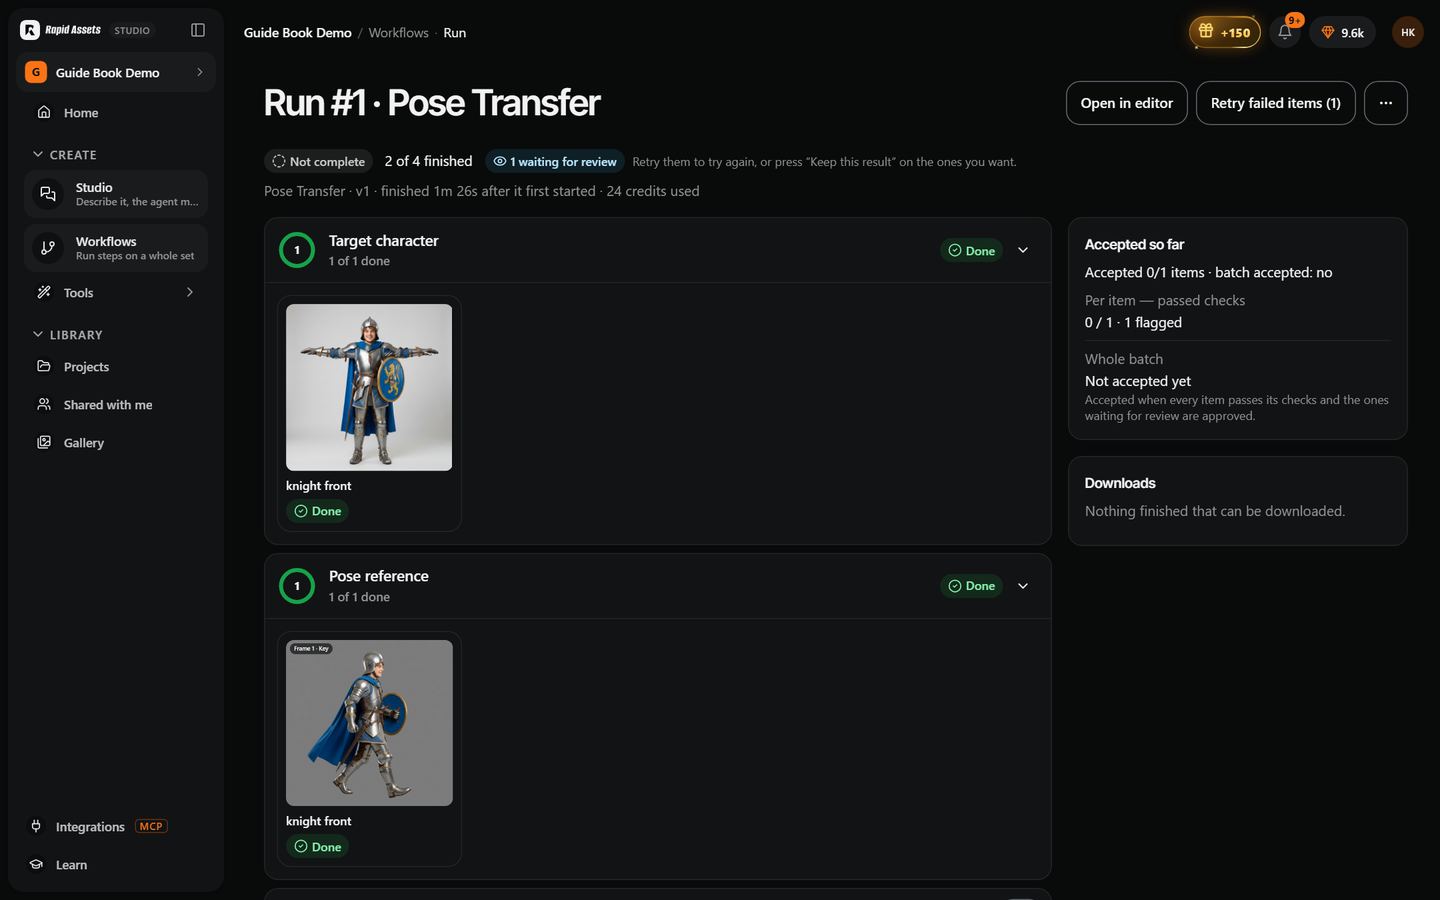 Rapid Assets STUDIO
Guide Book Demo / Workflows · Run
+150
9+
9.6k
HK
G Guide Book Demo
Home
CREATE
Studio
Describe it, the agent m...
Workflows
Run steps on a whole set
Tools
LIBRARY
Projects
Shared with me
Gallery
Integrations MCP
Learn
Run #1 · Pose Transfer
Open in editor
Retry failed items (1)
Not complete 2 of 4 finished 1 waiting for review Retry them to try again, or press “Keep this result” on the ones you want.
Pose Transfer · v1 · finished 1m 26s after it first started · 24 credits used
1 Target character
1 of 1 done
Done
knight front
Done
1 Pose reference
1 of 1 done
Done
Frame 1 · Key
knight front
Done
Accepted so far
Accepted 0/1 items · batch accepted: no
Per item — passed checks
0 / 1 · 1 flagged
Whole batch
Not accepted yet
Accepted when every item passes its checks and the ones
waiting for review are approved.
Downloads
Nothing finished that can be downloaded.